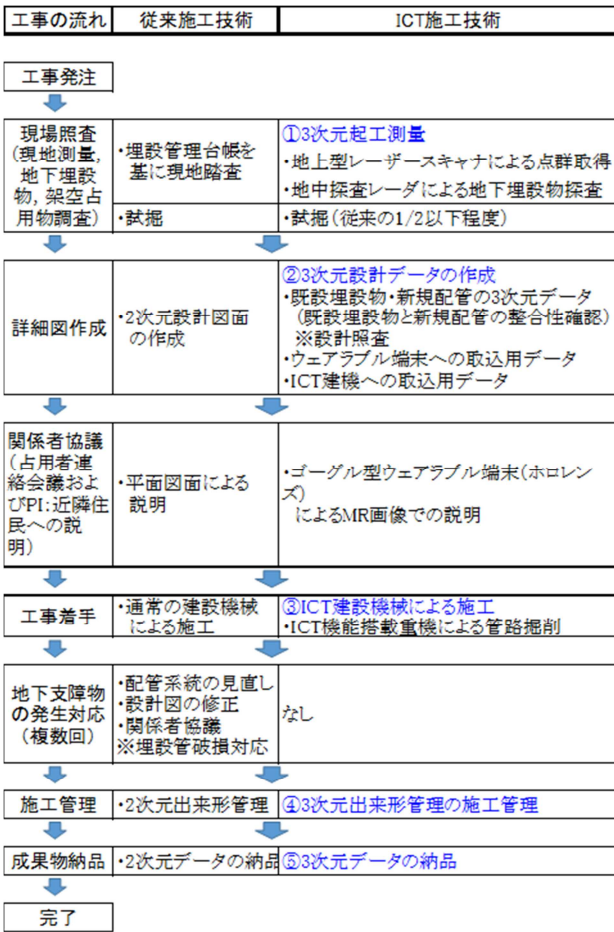 工事の流れ
従来施工技術
ICT施工技術
工事発注
現場照査
(現地測量,
地下埋設
物, 架空占
用物調査)
・埋設管理台帳を
基に現地踏査
①3次元起工測量
・地上型レーザースキャナによる点群取得
・地中探査レーダによる地下埋設物探査
・試掘
・試掘(従来の1/2以下程度)
詳細図作成
・2次元設計図面
の作成
②3次元設計データの作成
・既設埋設物・新規配管の3次元データ
(既設埋設物と新規配管の整合性確認)
※設計照査
・ウェアラブル端末への取込用データ
・ICT建機への取込用データ
関係者協議
(占用者連
絡会議およ
びPI:近隣住
民への説
明)
・平面図面による
説明
・ゴーグル型ウェアラブル端末(ホロレン
ズ)
によるMR画像での説明
工事着手
・通常の建設機械
による施工
③ICT建設機械による施工
・ICT機能搭載重機による管路掘削
地下支障物
の発生対応
(複数回)
・配管系統の見直し
・設計図の修正
・関係者協議
※埋設管破損対応
なし
施工管理
・2次元出来形管理
④3次元出来形管理の施工管理
成果物納品
・2次元データの納品
⑤3次元データの納品
完了